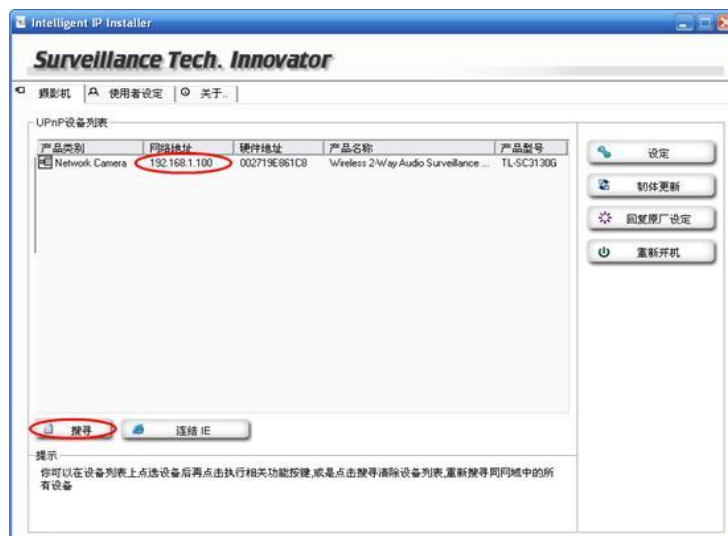 Intelligent IP Installer
Surveillance Tech. Innovator
摄影机 使用者设定 关于..
UPnP设备列表
产品类别 网络地址 硬件地址 产品名称 产品型号
Network Camera 192.168.1.100 002719E861C8 Wireless 2-Way Audio Surveillance ... TL-SC3130G
设定
韧体更新
回复原厂设定
重新开机
搜寻 连结 IE
提示
你可以在设备列表上点选设备后再点击执行相关功能按键,或是点击搜寻清除设备列表,重新搜寻同网域中的所
有设备